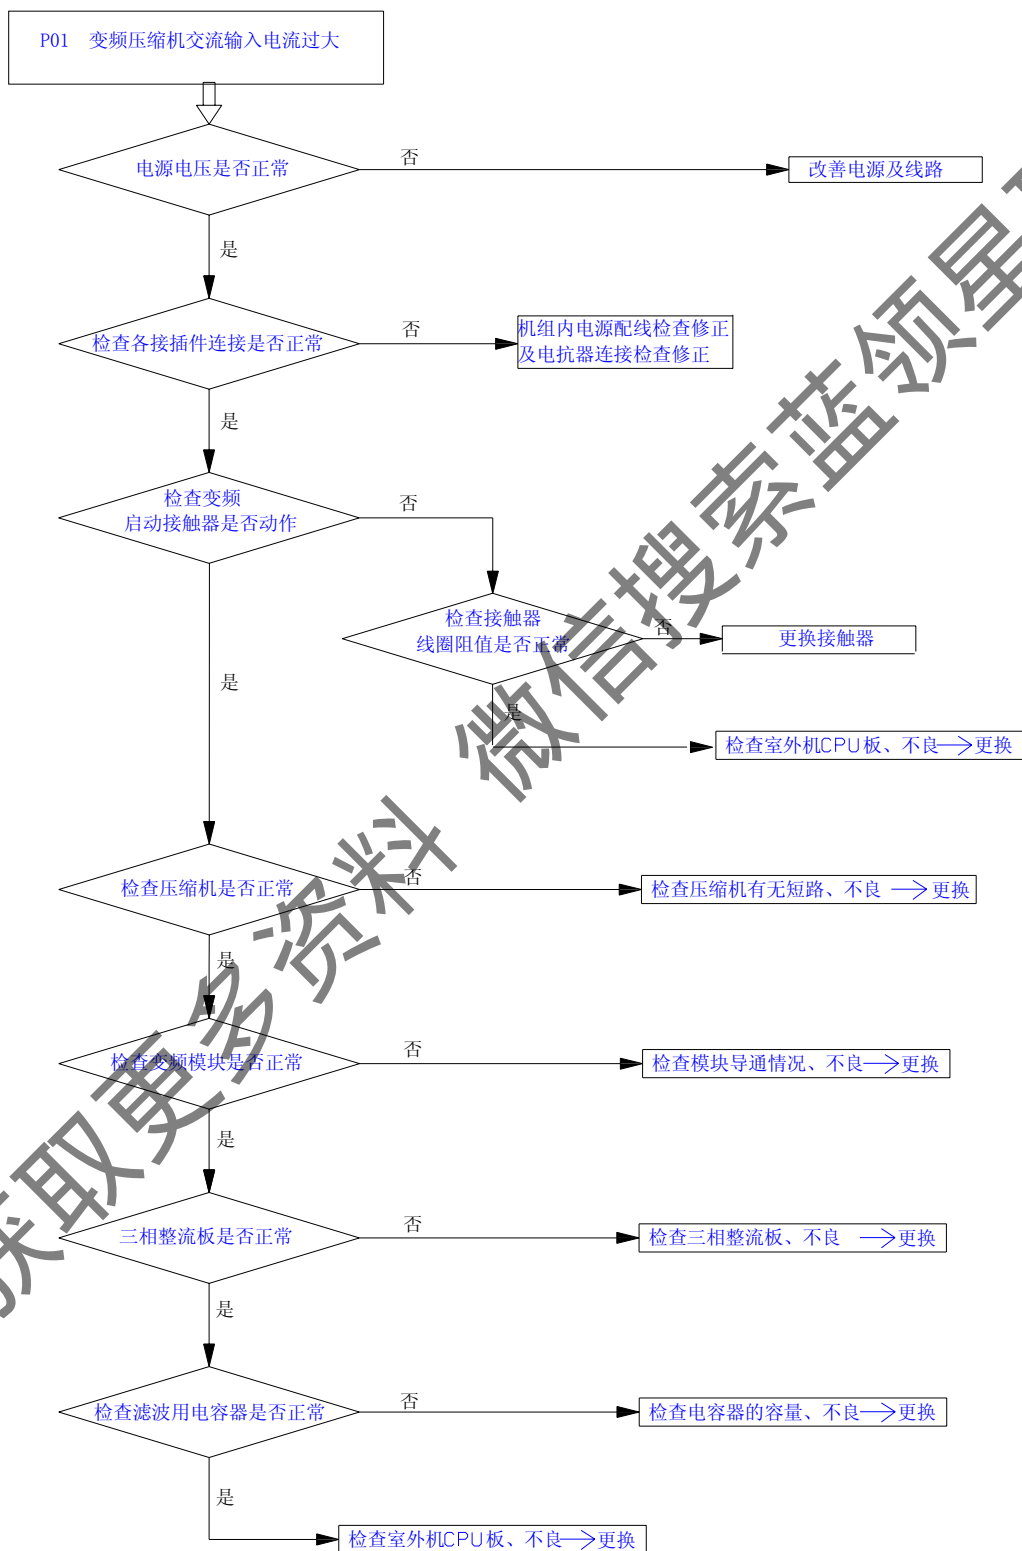 P01 变频压缩机交流输入电流过大
电源电压是否正常
否
改善电源及线路
是
检查各接插件连接是否正常
否
机组内电源配线检查修正
及电抗器连接检查修正
是
检查变频
启动接触器是否动作
否
检查接触器
线圈阻值是否正常
否
更换接触器
是
是
检查室外机CPU板、不良→更换
检查压缩机是否正常
否
检查压缩机有无短路、不良 →更换
是
检查变频模块是否正常
否
检查模块导通情况、不良→更换
是
三相整流板是否正常
否
检查三相整流板、不良 →更换
是
检查滤波用电容器是否正常
否
检查电容器的容量、不良→更换
是
检查室外机CPU板、不良→更换
获取更多资料 微信搜索蓝领星